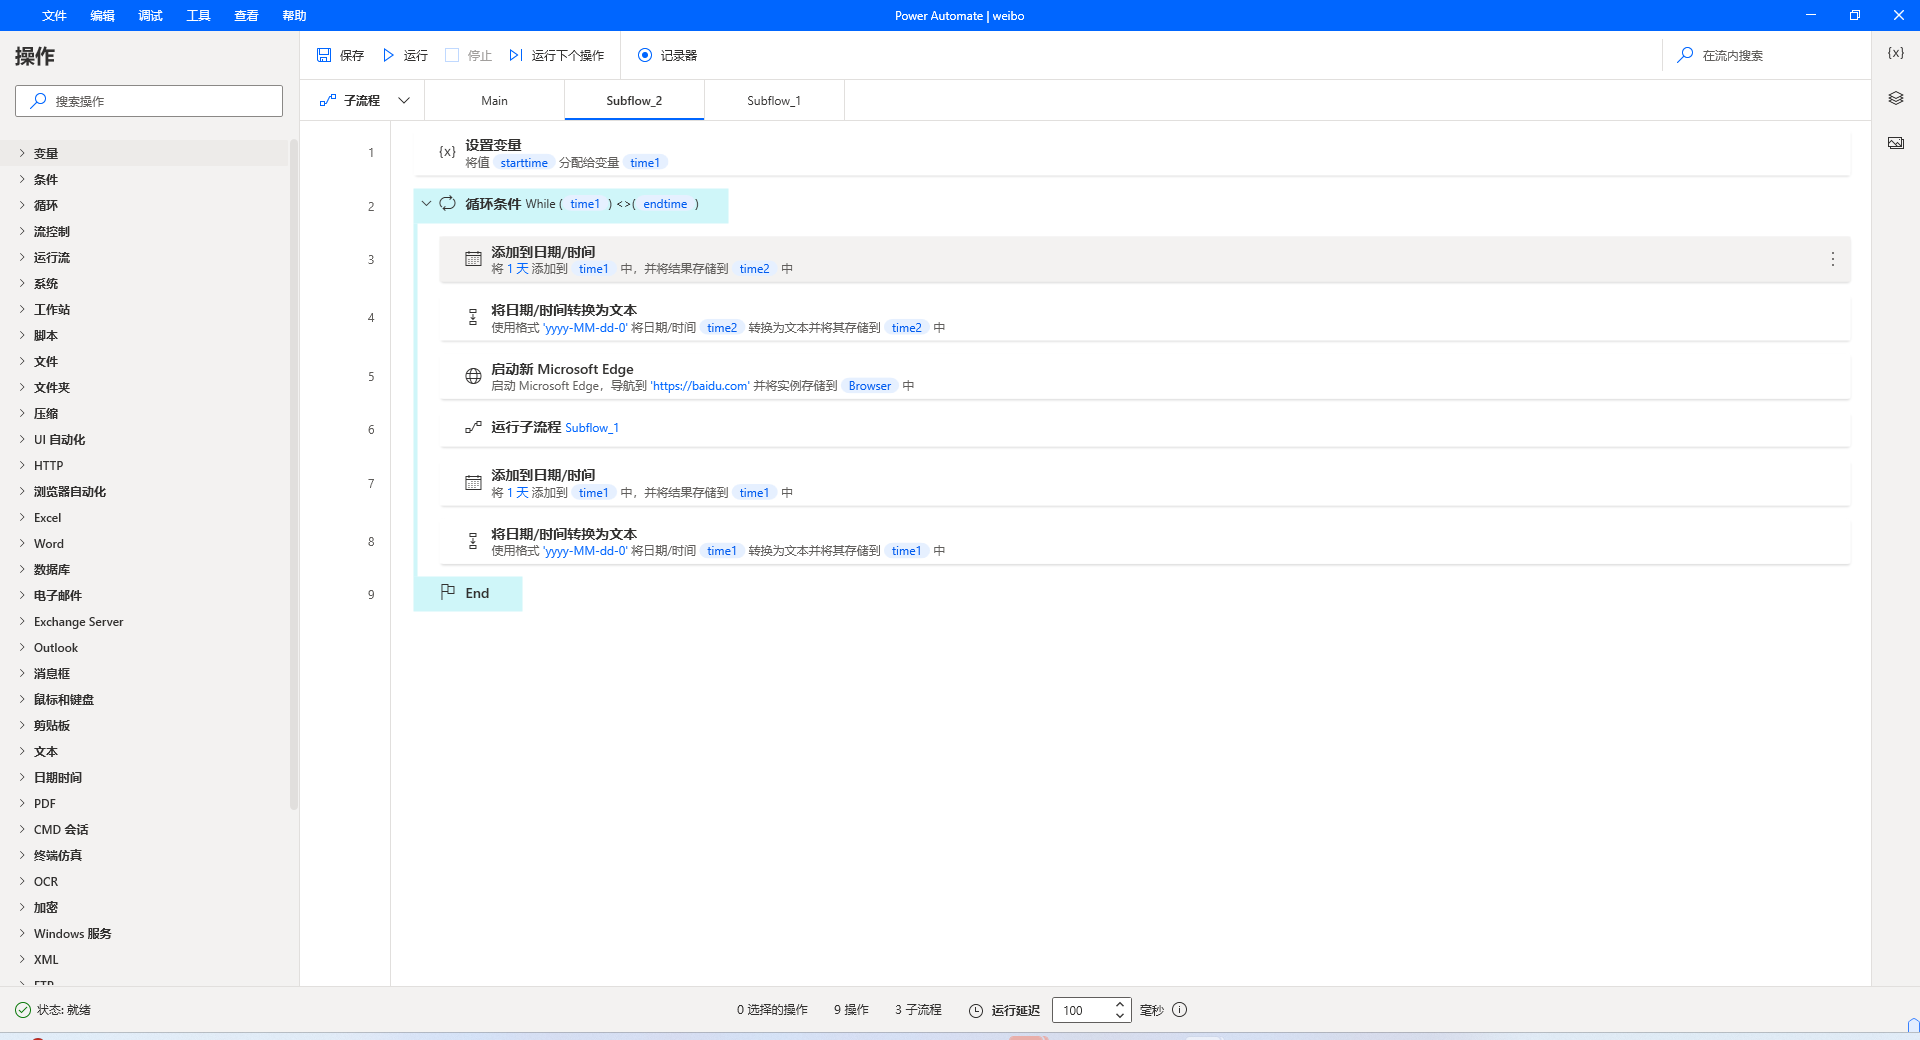 文件 编辑 调试 工具 查看 帮助
Power Automate | weibo
操作
搜索操作
变量
条件
循环
流控制
运行流
系统
工作站
脚本
文件
文件夹
压缩
UI 自动化
HTTP
浏览器自动化
Excel
Word
数据库
电子邮件
Exchange Server
Outlook
消息框
鼠标和键盘
剪贴板
文本
日期时间
PDF
CMD 会话
终端仿真
OCR
加密
Windows 服务
XML
FTP
保存 运行 停止 运行下个操作 记录器
在流内搜索
{x}
子流程 Main Subflow_2 Subflow_1
1 {x} 设置变量
将值 starttime 分配给变量 time1
2 循环条件 While ( time1 ) <>( endtime )
3 添加到日期/时间
将 1 天 添加到 time1 中，并将结果存储到 time2 中
4 将日期/时间转换为文本
使用格式 'yyyy-MM-dd-0' 将日期/时间 time2 转换为文本并将其存储到 time2 中
5 启动新 Microsoft Edge
启动 Microsoft Edge，导航到 'https://baidu.com' 并将实例存储到 Browser 中
6 运行子流程 Subflow_1
7 添加到日期/时间
将 1 天 添加到 time1 中，并将结果存储到 time1 中
8 将日期/时间转换为文本
使用格式 'yyyy-MM-dd-0' 将日期/时间 time1 转换为文本并将其存储到 time1 中
9 End
状态: 就绪
0 选择的操作 9 操作 3 子流程 运行延迟 100 毫秒